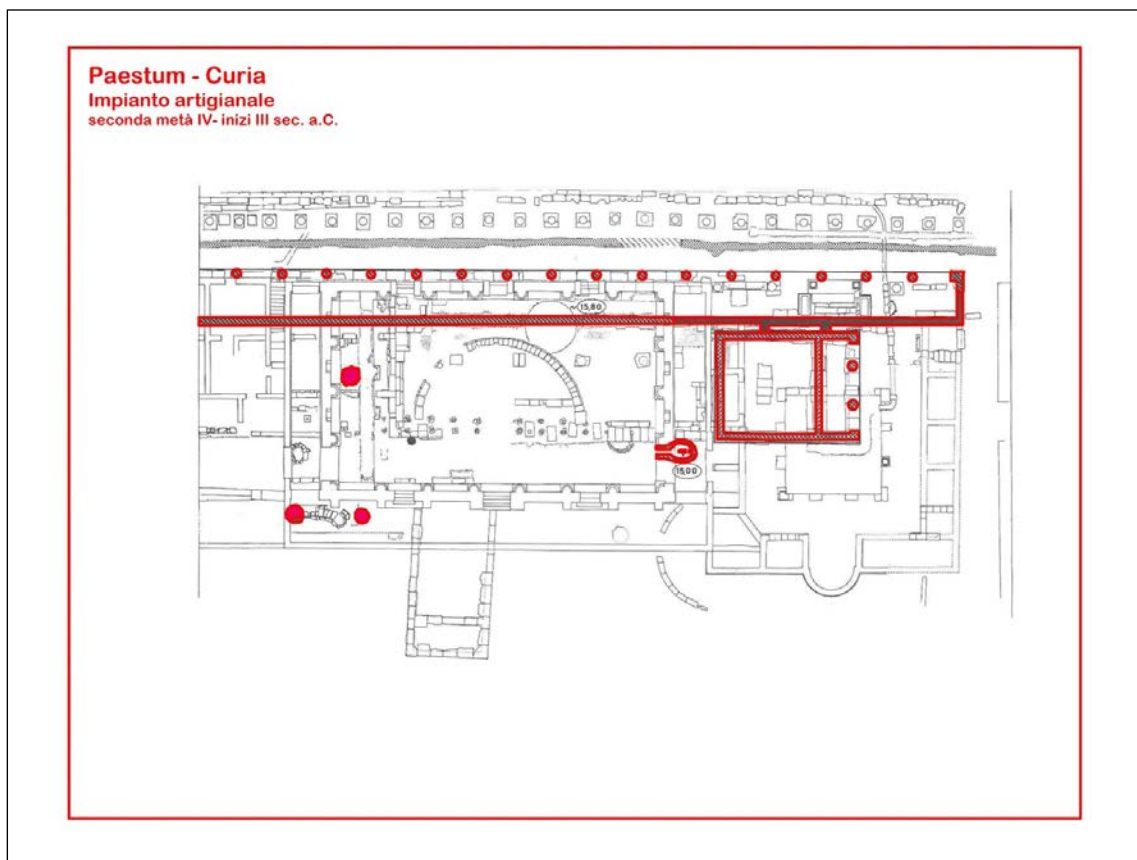 Paestum - Curia
Impianto artigianale
seconda metà IV- inizi III sec. a.C.
15,80
15,00